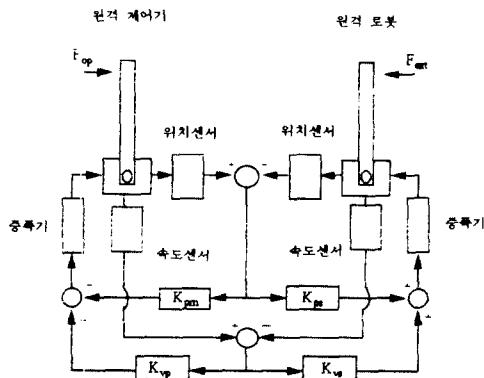 원격 제어기
원격 로봇
F_op
F_ext
위치센서
위치센서
+
-
증폭기
증폭기
속도센서
속도센서
-
K_pm
K_ps
+
+
-
-
+
K_vp
K_vs